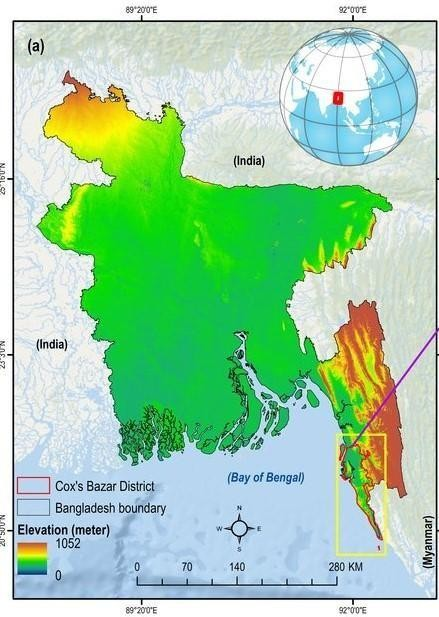 89°20'0"E
92°0'0"E
(a)
(India)
(India)
(Bay of Bengal)
Cox's Bazar District
Bangladesh boundary
Elevation (meter)
1052
0
N
W
E
S
0
70
140
280 KM
(Myanmar)
89°20'0"E
92°0'0"E